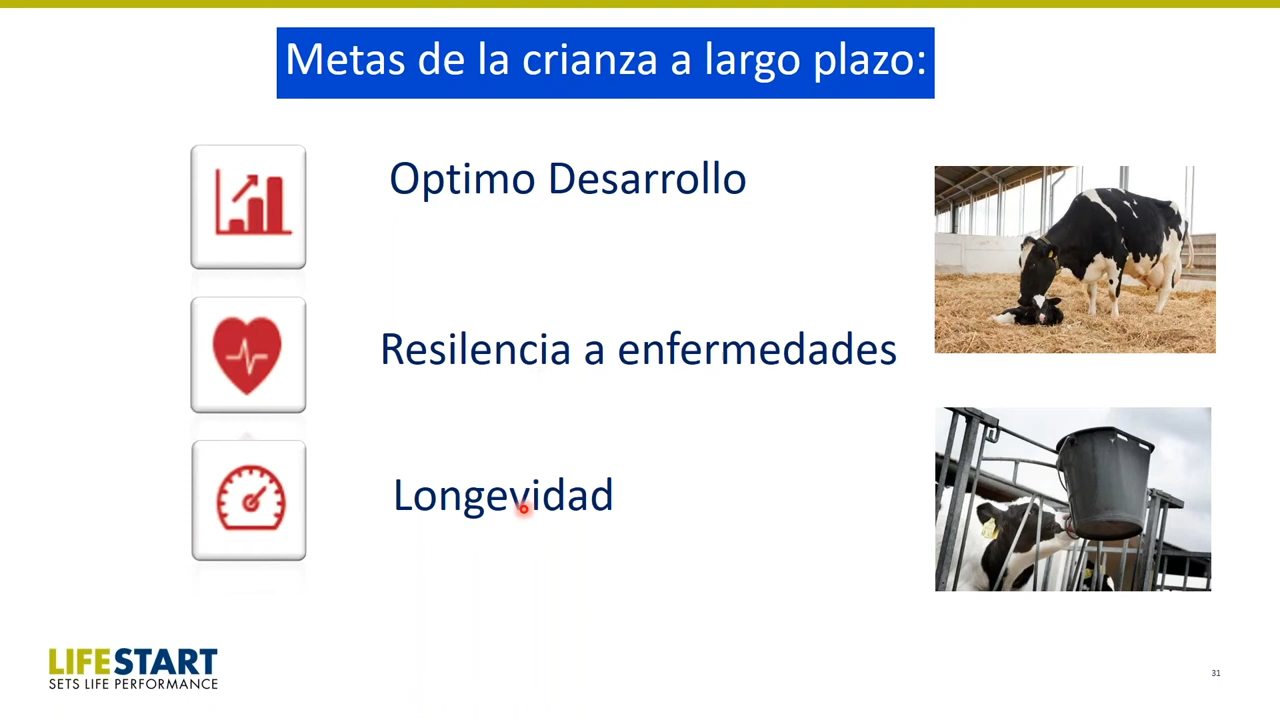 Metas de la crianza a largo plazo:
Optimo Desarrollo
Resilencia a enfermedades
Longevidad
LIFESTART
SETS LIFE PERFORMANCE
31